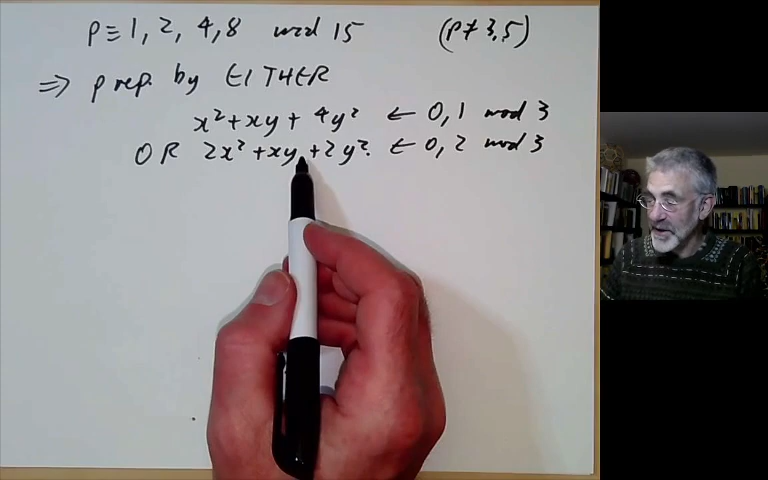 p ≡ 1, 2, 4, 8 mod 15 (p ≠ 3, 5)
⇒ p rep. by EITHER
x² + xy + 4y² ← 0, 1 mod 3
OR 2x² + xy + 2y². ← 0, 2 mod 3